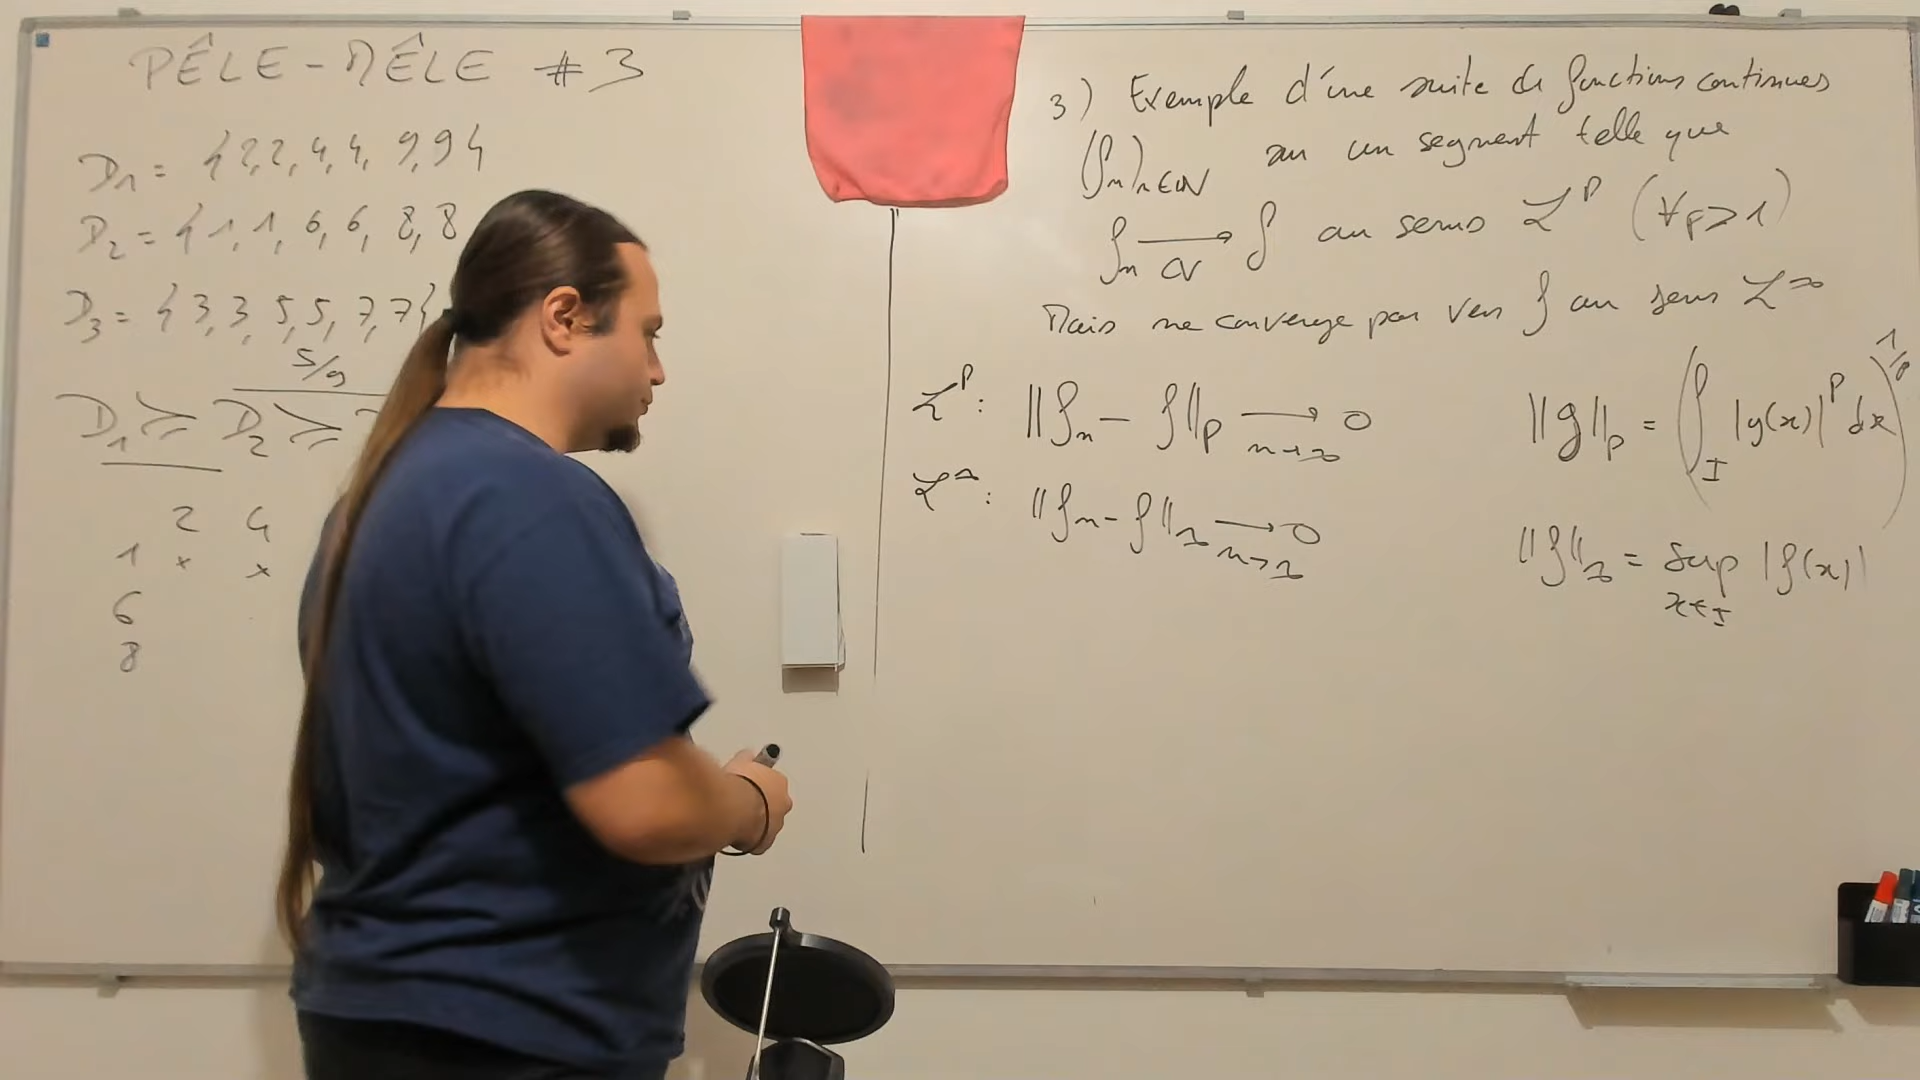 PÊLE-MÊLE #3
D₁ = {2,2,4,4,9,9}
D₂ = {1,1,6,6,8,8
D₃ = {3,3,5,5,7,7}
5/9
D₁ ≽ D₂ ≽
2 4
1 x x
6
8
3) Exemple d'une suite de fonctions continues
(fₙ)ₙ∈ℕ sur un segment telle que
fₙ ⟶ f au sens ℒᵖ (∀p≥1)
CV
Mais ne converge pas vers f au sens ℒ^∞
ℒᵖ: ||fₙ - f||ₚ ⟶ 0
n→∞
||g||ₚ = (∫_I |g(x)|ᵖ dx)^{1/p}
ℒ^∞: ||fₙ - f||_∞ ⟶ 0
n→∞
||f||_∞ = sup |f(x)|
x∈I